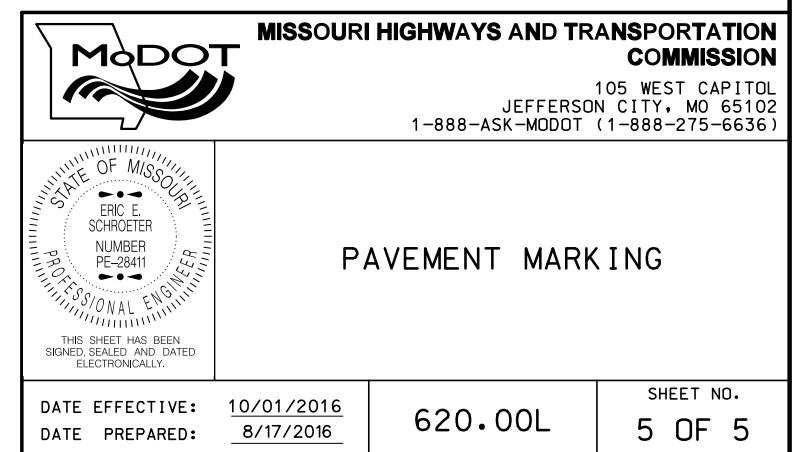 MoDOT
MISSOURI HIGHWAYS AND TRANSPORTATION
COMMISSION
105 WEST CAPITOL
JEFFERSON CITY, MO 65102
1-888-ASK-MODOT (1-888-275-6636)
STATE OF MISSOURI
ERIC E.
SCHROETER
NUMBER
PE-28411
PROFESSIONAL ENGINEER
THIS SHEET HAS BEEN
SIGNED, SEALED AND DATED
ELECTRONICALLY.
PAVEMENT MARKING
DATE EFFECTIVE: 10/01/2016
DATE PREPARED: 8/17/2016
620.00L
SHEET NO.
5 OF 5